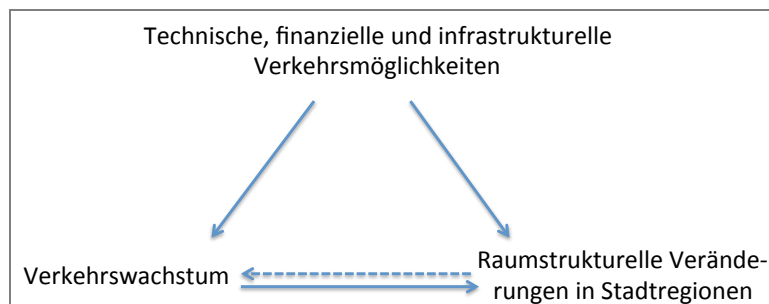 Technische, finanzielle und infrastrukturelle
Verkehrsmöglichkeiten
Verkehrswachstum
Raumstrukturelle Verände-
rungen in Stadtregionen